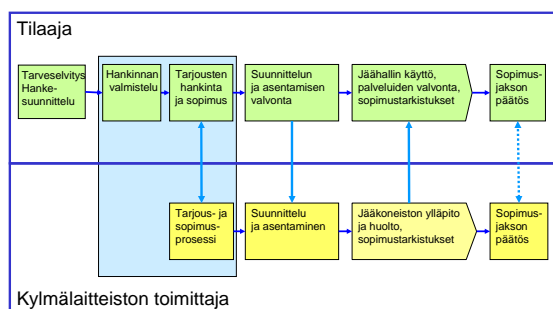 Tilaaja
Tarveselvitys
Hanke-
suunnittelu
Hankinnan
valmistelu
Tarjousten
hankinta
ja sopimus
Suunnittelun
ja asentamisen
valvonta
Jäähallin käyttö,
palveluiden valvonta,
sopimustarkistukset
Sopimus-
jakson
päätös
Tarjous- ja
sopimus-
prosessi
Suunnittelu
ja asentaminen
Jääkoneiston ylläpito
ja huolto,
sopimustarkistukset
Sopimus-
jakson
päätös
Kylmälaitteiston toimittaja